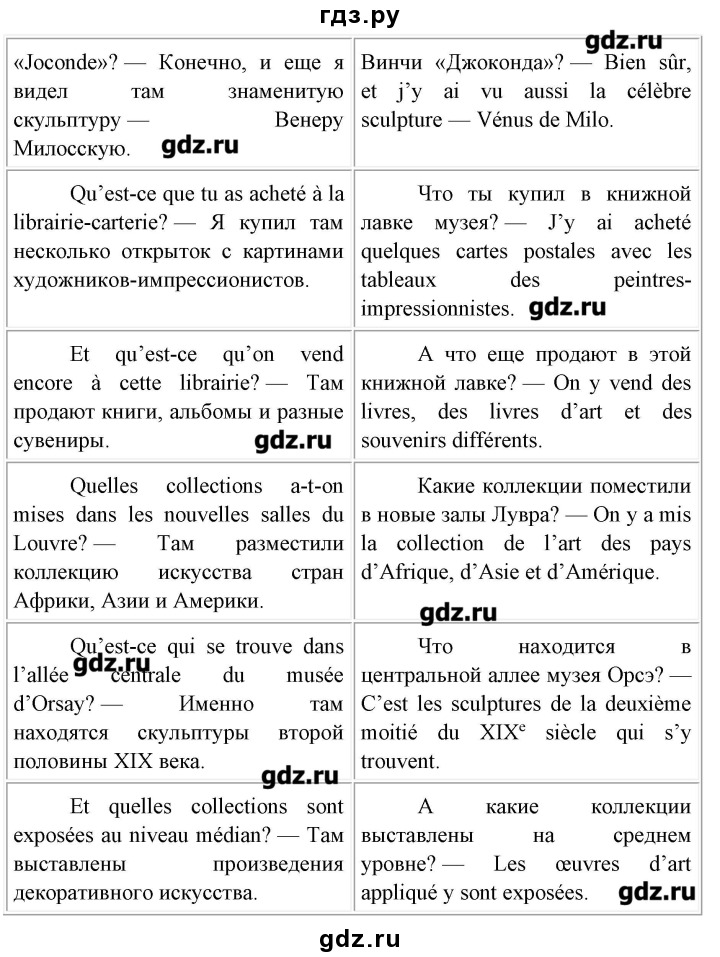 гдз.ру
«Joconde»? — Конечно, и еще я
видел там знаменитую
скульптуру — Венеру
Милосскую.
gdz.ru
Винчи «Джоконда»? — Bien sûr,
et j'y ai vu aussi la célèbre
sculpture — Vénus de Milo.
gdz.ru
Qu'est-ce que tu as acheté à la
librairie-carterie? — Я купил там
несколько открыток с картинами
художников-импрессионистов.
Что ты купил в книжной
лавке музея? — J'y ai acheté
quelques cartes postales avec les
tableaux des peintres-
impressionnistes.
gdz.ru
Et qu'est-ce qu'on vend
encore à cette librairie? — Там
продают книги, альбомы и разные
сувениры.
gdz.ru
А что еще продают в этой
книжной лавке? — On y vend des
livres, des livres d'art et des
souvenirs différents.
Quelles collections a-t-on
mises dans les nouvelles salles du
Louvre? — Там разместили
коллекцию искусства стран
Африки, Азии и Америки.
Какие коллекции поместили
в новые залы Лувра? — On y a mis
la collection de l'art des pays
d'Afrique, d'Asie et d'Amérique.
gdz.ru
Qu'est-ce qui se trouve dans
gdz.ru
l'allée centrale du musée
d'Orsay? — Именно там
находятся скульптуры второй
половины XIX века.
gdz.ru
Что находится в
центральной аллее музея Орсэ? —
C'est les sculptures de la deuxième
moitié du XIXe siècle qui s'y
trouvent.
Et quelles collections sont
exposées au niveau médian? — Там
выставлены произведения
декоративного искусства.
А какие коллекции
выставлены на среднем
уровне? — Les œuvres d'art
appliqué y sont exposées.
gdz.ru
gdz.ru